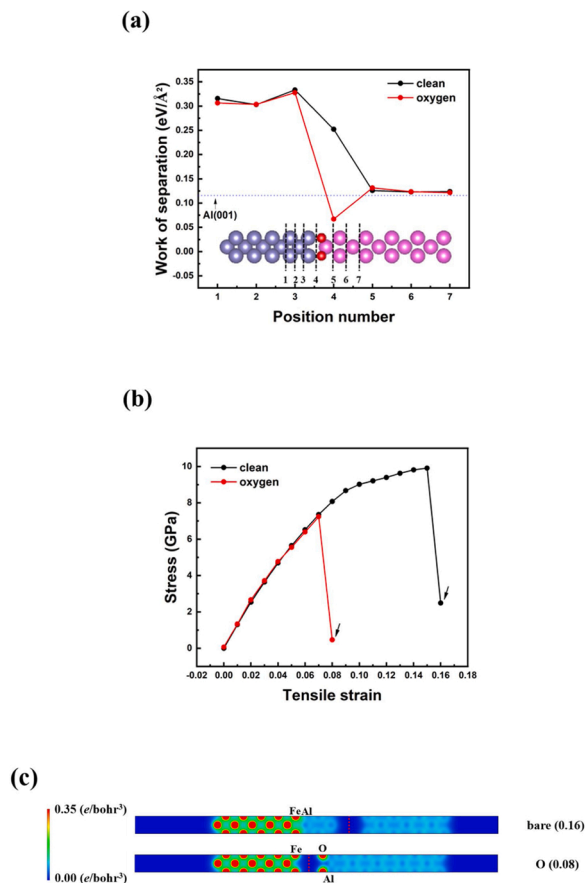 (a)
Work of separation (eV/Å²)
0.35
0.30
0.25
0.20
0.15
0.10
0.05
0.00
-0.05
clean
oxygen
Al(001)
1 2 3 4 5 6 7
1 2 3 4 5 5 7
Position number
(b)
Stress (GPa)
10
8
6
4
2
0
clean
oxygen
-0.02 0.00 0.02 0.04 0.06 0.08 0.10 0.12 0.14 0.16 0.18
Tensile strain
(c)
0.35 (e/bohr³)
0.00 (e/bohr³)
Fe Al
bare (0.16)
Fe O
Al
O (0.08)